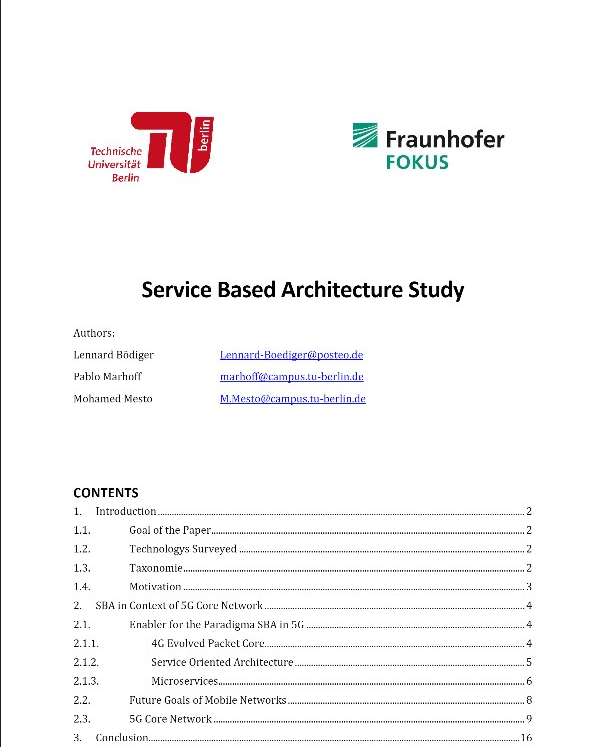 Technische
Universität
Berlin
berlin
Fraunhofer
FOKUS
Service Based Architecture Study
Authors:
Lennard Bödiger Lennard-Boediger@posteo.de
Pablo Marhoff marhoff@campus.tu-berlin.de
Mohamed Mesto M.Mesto@campus.tu-berlin.de
CONTENTS
1. Introduction 2
1.1. Goal of the Paper 2
1.2. Technologys Surveyed 2
1.3. Taxonomie 2
1.4. Motivation 3
2. SBA in Context of 5G Core Network 4
2.1. Enabler for the Paradigma SBA in 5G 4
2.1.1. 4G Evolved Packet Core 4
2.1.2. Service Oriented Architecture 5
2.1.3. Microservices 6
2.2. Future Goals of Mobile Networks 8
2.3. 5G Core Network 9
3. Conclusion 16